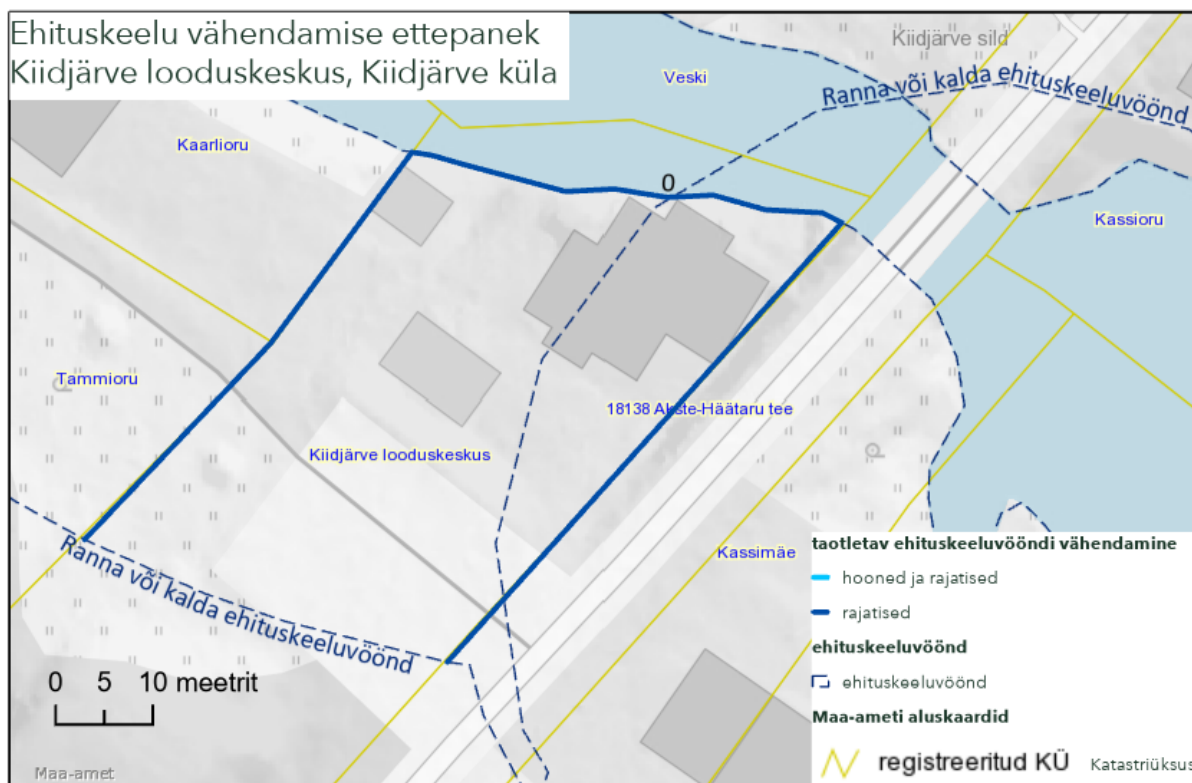 Ehituskeelu vähendamise ettepanek
Kiidjärve looduskeskus, Kiidjärve küla
Kiidjärve sild
Veski
Ranna või kalda ehituskeeluvöönd
Kaarlioru
0
Kassioru
Tammioru
18138 Akste-Häätaru tee
Kiidjärve looduskeskus
Kassimäe
Ranna või kalda ehituskeeluvöönd
taotletav ehituskeeluvööndi vähendamine
hooned ja rajatised
rajatised
ehituskeeluvöönd
ehituskeeluvöönd
Maa-ameti aluskaardid
registreeritud KÜ Katastriüksus
0 5 10 meetrit
Maa-amet